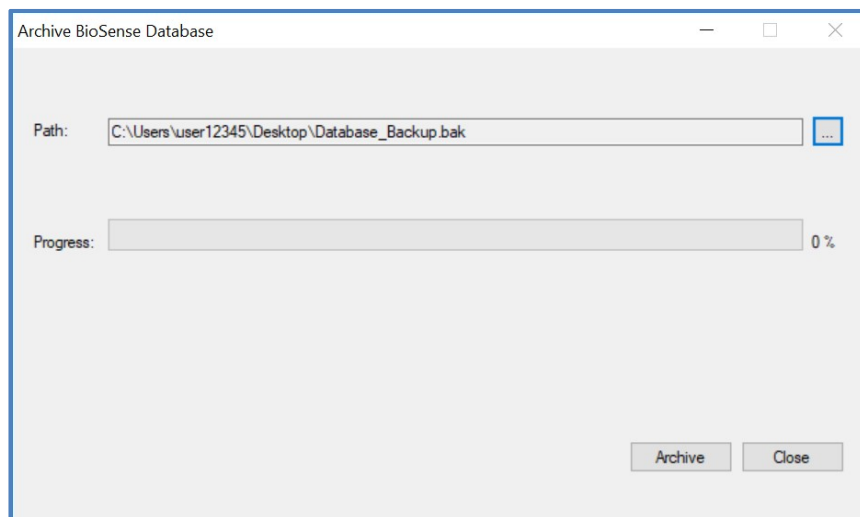 Archive BioSense Database
Path: C:\Users\user12345\Desktop\Database_Backup.bak ...
Progress: 0 %
Archive Close